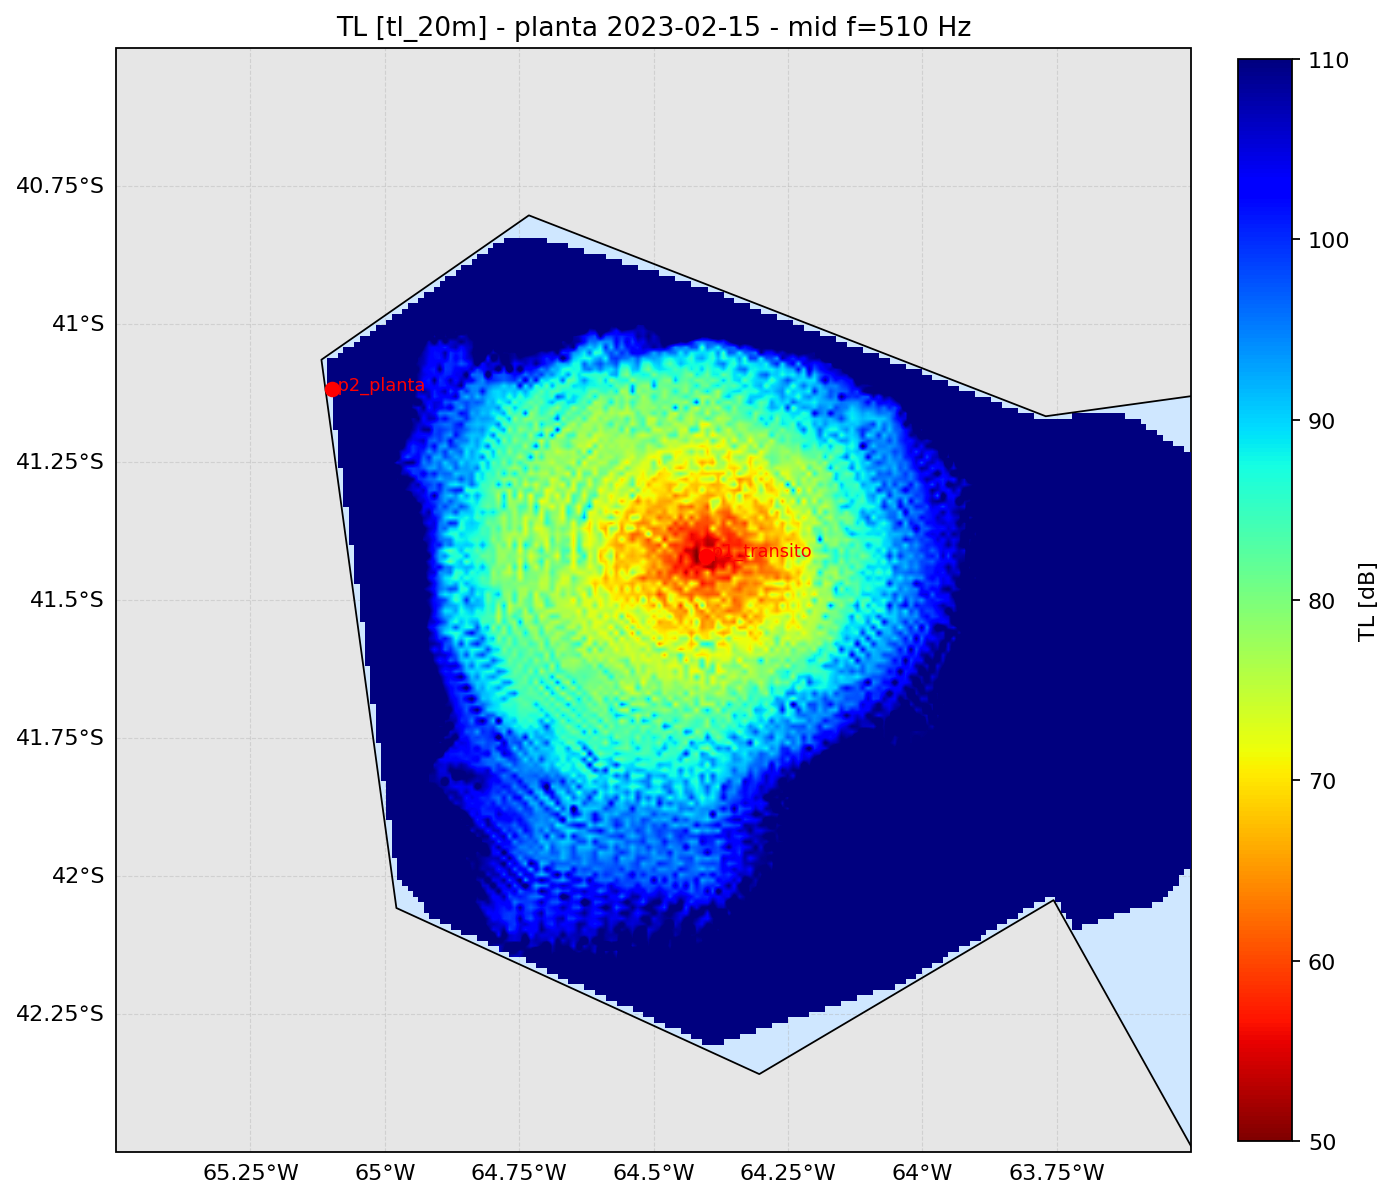 TL [tl_20m] - planta 2023-02-15 - mid f=510 Hz
110
100
90
80
70
60
50
TL [dB]
40.75°S
41°S
41.25°S
41.5°S
41.75°S
42°S
42.25°S
p2_planta
p1_transito
65.25°W
65°W
64.75°W
64.5°W
64.25°W
64°W
63.75°W